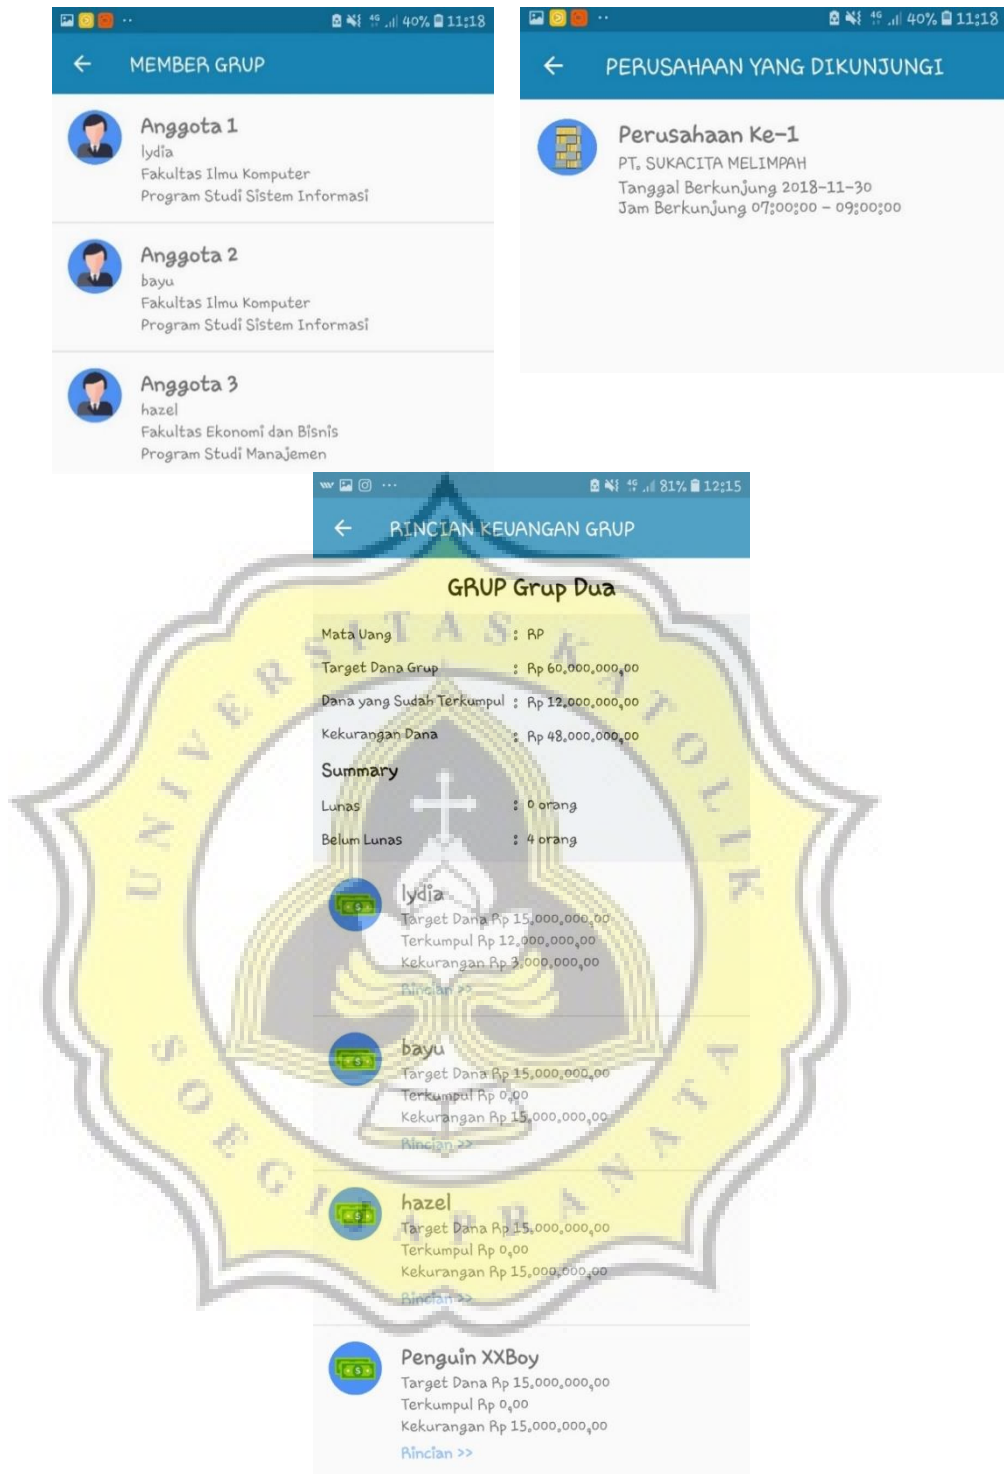 40% 11:18
MEMBER GRUP
Anggota 1
lydia
Fakultas Ilmu Komputer
Program Studi Sistem Informasi
Anggota 2
bayu
Fakultas Ilmu Komputer
Program Studi Sistem Informasi
Anggota 3
hazel
Fakultas Ekonomi dan Bisnis
Program Studi Manajemen
40% 11:18
PERUSAHAAN YANG DIKUNJUNGI
Perusahaan Ke-1
PT. SUKACITA MELIMPAH
Tanggal Berkunjung 2018-11-30
Jam Berkunjung 07:00:00 - 09:00:00
81% 12:15
RINCIAN KEUANGAN GRUP
GRUP Grup Dua
Mata Uang : RP
Target Dana Grup : Rp 60.000.000,00
Dana yang Sudah Terkumpul : Rp 12.000.000,00
Kekurangan Dana : Rp 48.000.000,00
Summary
Lunas : 0 orang
Belum Lunas : 4 orang
lydia
Target Dana Rp 15.000.000,00
Terkumpul Rp 12.000.000,00
Kekurangan Rp 3.000.000,00
Rincian >>
bayu
Target Dana Rp 15.000.000,00
Terkumpul Rp 0,00
Kekurangan Rp 15.000.000,00
Rincian >>
hazel
Target Dana Rp 15.000.000,00
Terkumpul Rp 0,00
Kekurangan Rp 15.000.000,00
Rincian >>
Penguin XXBoy
Target Dana Rp 15.000.000,00
Terkumpul Rp 0,00
Kekurangan Rp 15.000.000,00
Rincian >>
UNIVERSITAS KATOLIK
SOEGIJAPRANATA